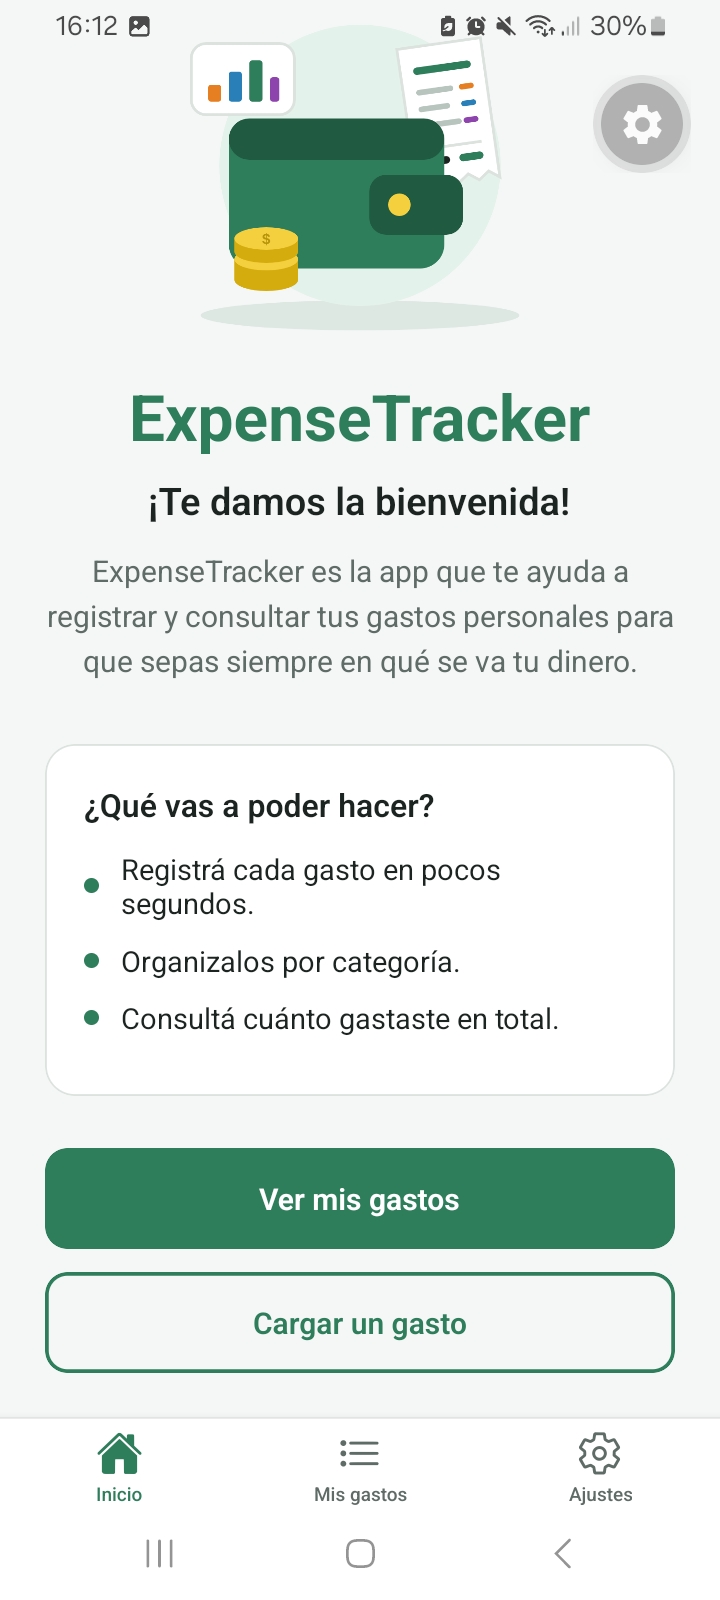 16:12
30%
$
ExpenseTracker
¡Te damos la bienvenida!
ExpenseTracker es la app que te ayuda a
registrar y consultar tus gastos personales para
que sepas siempre en qué se va tu dinero.
¿Qué vas a poder hacer?
Registrá cada gasto en pocos
segundos.
Organizalos por categoría.
Consultá cuánto gastaste en total.
Ver mis gastos
Cargar un gasto
Inicio
Mis gastos
Ajustes